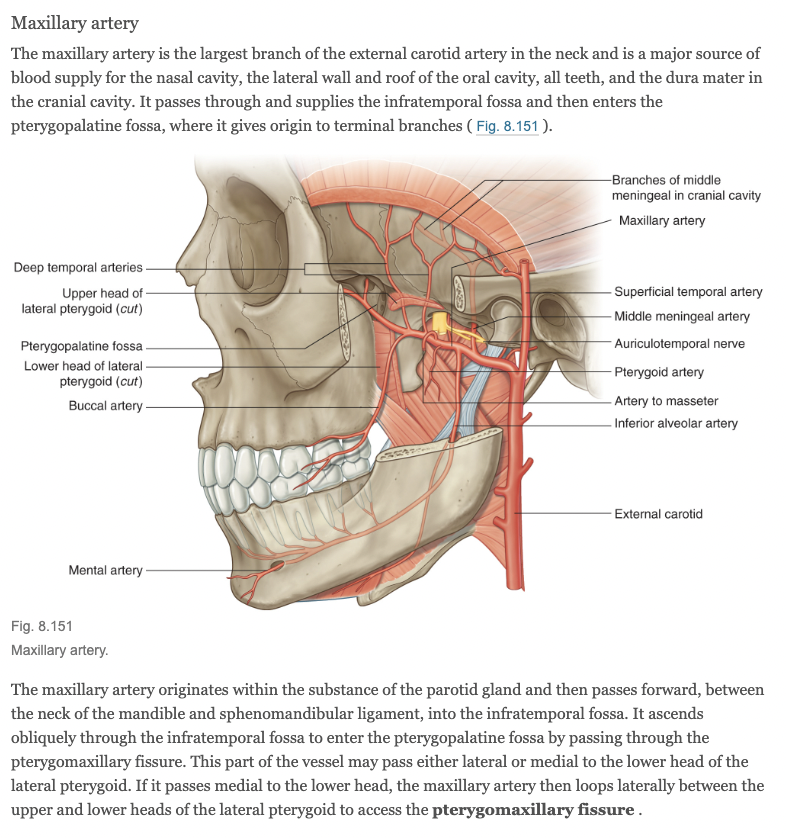 Maxillary artery
The maxillary artery is the largest branch of the external carotid artery in the neck and is a major source of
blood supply for the nasal cavity, the lateral wall and roof of the oral cavity, all teeth, and the dura mater in
the cranial cavity. It passes through and supplies the infratemporal fossa and then enters the
pterygopalatine fossa, where it gives origin to terminal branches ( Fig. 8.151 ).
Branches of middle
meningeal in cranial cavity
Maxillary artery
Deep temporal arteries
Upper head of
lateral pterygoid (cut)
Pterygopalatine fossa
Lower head of lateral
pterygoid (cut)
Buccal artery
Mental artery
Superficial temporal artery
Middle meningeal artery
Auriculotemporal nerve
Pterygoid artery
Artery to masseter
Inferior alveolar artery
External carotid
Fig. 8.151
Maxillary artery.
The maxillary artery originates within the substance of the parotid gland and then passes forward, between
the neck of the mandible and sphenomandibular ligament, into the infratemporal fossa. It ascends
obliquely through the infratemporal fossa to enter the pterygopalatine fossa by passing through the
pterygomaxillary fissure. This part of the vessel may pass either lateral or medial to the lower head of the
lateral pterygoid. If it passes medial to the lower head, the maxillary artery then loops laterally between the
upper and lower heads of the lateral pterygoid to access the pterygomaxillary fissure .